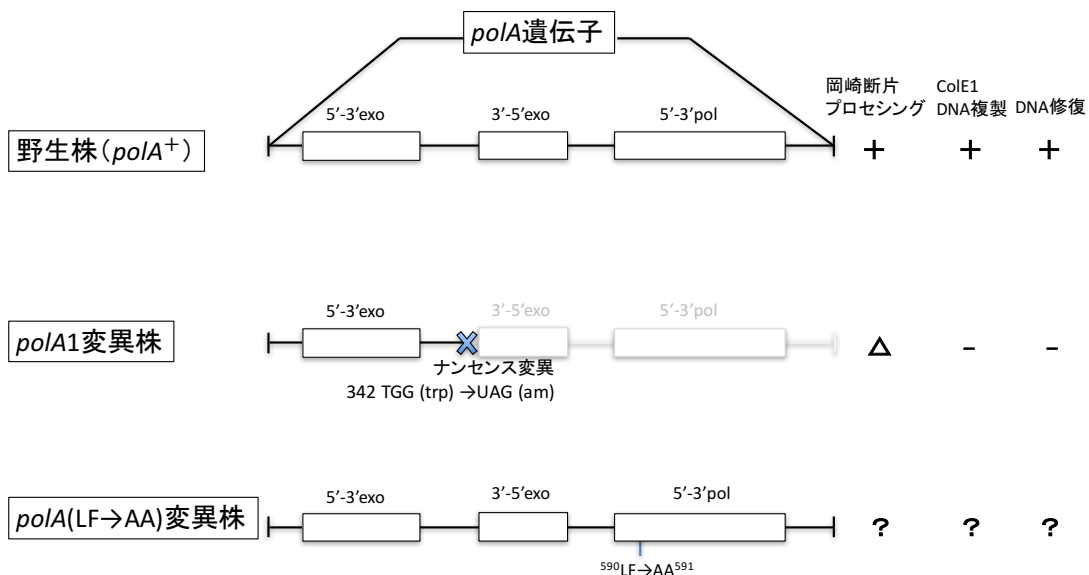 polA遺伝子
岡崎断片
プロセシング
ColE1
DNA複製
DNA修復
野生株(polA⁺)
5'-3'exo
3'-5'exo
5'-3'pol
+
+
+
polA1変異株
5'-3'exo
3'-5'exo
5'-3'pol
△
-
-
ナンセンス変異
342 TGG (trp) →UAG (am)
polA(LF→AA)変異株
5'-3'exo
3'-5'exo
5'-3'pol
?
?
?
⁵⁹⁰LF→AA⁵⁹¹